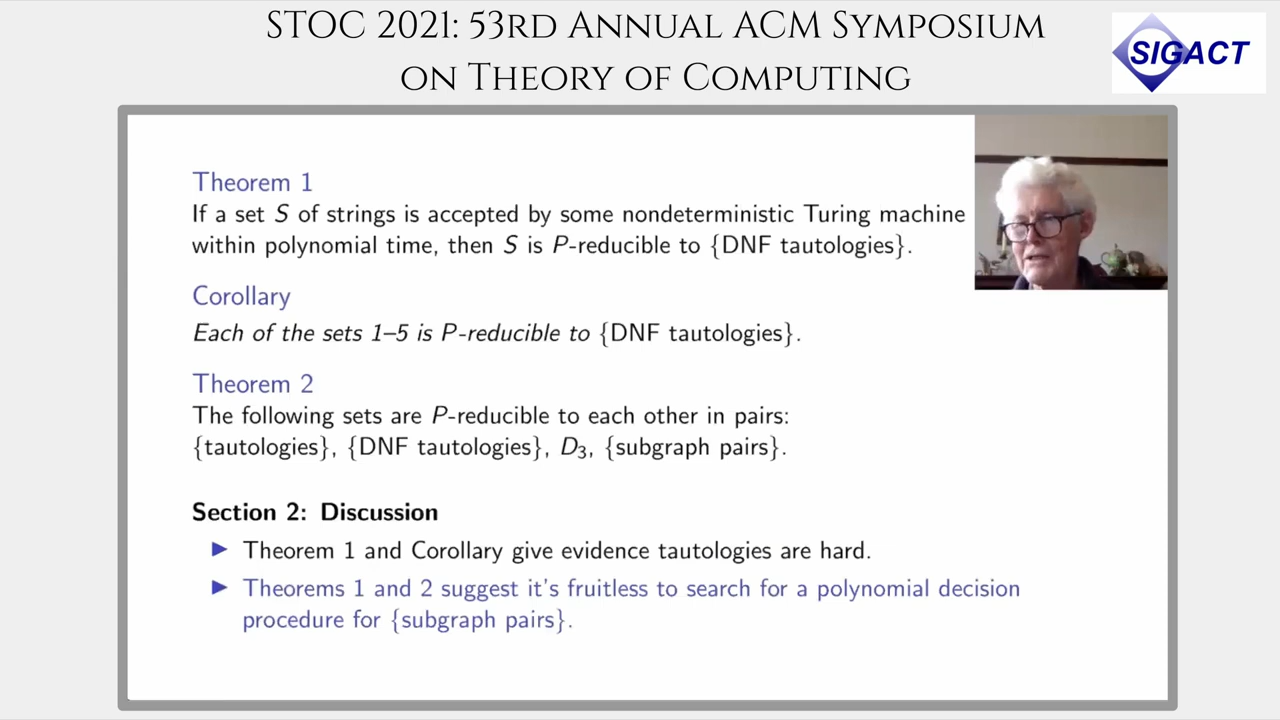 STOC 2021: 53rd Annual ACM Symposium
on Theory of Computing
SIGACT
Theorem 1
If a set S of strings is accepted by some nondeterministic Turing machine
within polynomial time, then S is P-reducible to {DNF tautologies}.
Corollary
Each of the sets 1–5 is P-reducible to {DNF tautologies}.
Theorem 2
The following sets are P-reducible to each other in pairs:
{tautologies}, {DNF tautologies}, D₃, {subgraph pairs}.
Section 2: Discussion
▶ Theorem 1 and Corollary give evidence tautologies are hard.
▶ Theorems 1 and 2 suggest it's fruitless to search for a polynomial decision
procedure for {subgraph pairs}.